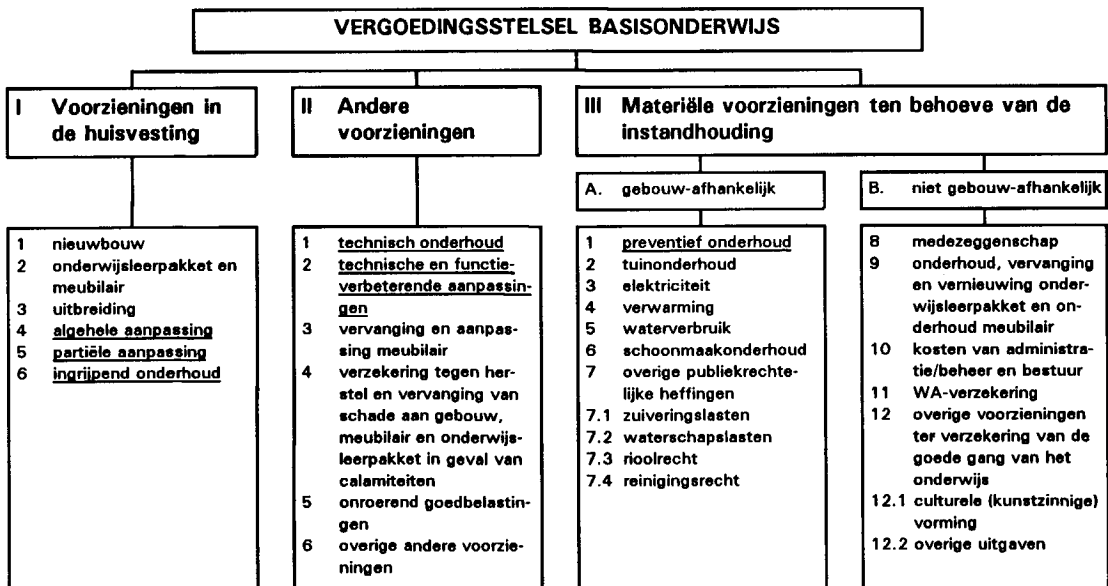 VERGOEDINGSSTELSEL BASISONDERWIJS
I Voorzieningen in
de huisvesting
1 nieuwbouw
2 onderwijsleerpakket en
meubilair
3 uitbreiding
4 algehele aanpassing
5 partiële aanpassing
6 ingrijpend onderhoud
II Andere
voorzieningen
1 technisch onderhoud
2 technische en functie-
verbeterende aanpassin-
gen
3 vervanging en aanpas-
sing meubilair
4 verzekering tegen her-
stel en vervanging van
schade aan gebouw,
meubilair en onderwijs-
leerpakket in geval van
calamiteiten
5 onroerend goedbelastin-
gen
6 overige andere voorzie-
ningen
III Materiële voorzieningen ten behoeve van de
instandhouding
A. gebouw-afhankelijk
1 preventief onderhoud
2 tuinonderhoud
3 elektriciteit
4 verwarming
5 waterverbruik
6 schoonmaakonderhoud
7 overige publiekrechte-
lijke heffingen
7.1 zuiveringslasten
7.2 waterschapslasten
7.3 rioolrecht
7.4 reinigingsrecht
B. niet gebouw-afhankelijk
8 medezeggenschap
9 onderhoud, vervanging
en vernieuwing onder-
wijsleerpakket en on-
derhoud meubilair
10 kosten van administra-
tie/beheer en bestuur
11 WA-verzekering
12 overige voorzieningen
ter verzekering van de
goede gang van het
onderwijs
12.1 culturele (kunstzinnige)
vorming
12.2 overige uitgaven